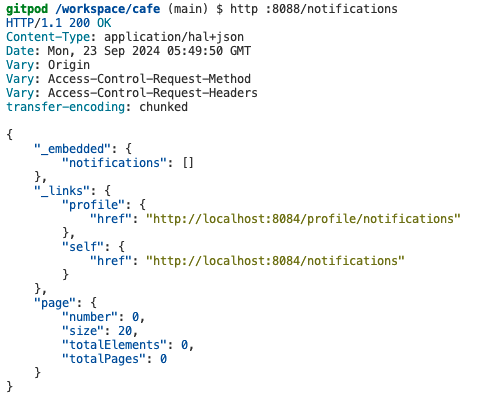 gitpod /workspace/cafe (main) $ http :8088/notifications
HTTP/1.1 200 OK
Content-Type: application/hal+json
Date: Mon, 23 Sep 2024 05:49:50 GMT
Vary: Origin
Vary: Access-Control-Request-Method
Vary: Access-Control-Request-Headers
transfer-encoding: chunked

{
    "_embedded": {
        "notifications": []
    },
    "_links": {
        "profile": {
            "href": "http://localhost:8084/profile/notifications"
        },
        "self": {
            "href": "http://localhost:8084/notifications"
        }
    },
    "page": {
        "number": 0,
        "size": 20,
        "totalElements": 0,
        "totalPages": 0
    }
}